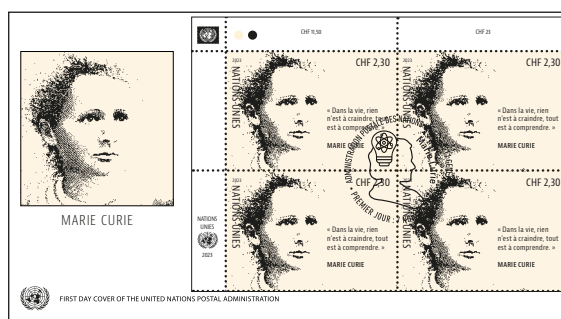 CHF 11,50
CHF 23
2023
NATIONS UNIES
CHF 2,30
« Dans la vie, rien
n'est à craindre, tout
est à comprendre. »
MARIE CURIE
2023
NATIONS UNIES
CHF 2,30
« Dans la vie, rien
n'est à craindre, tout
est à comprendre. »
MARIE CURIE
ADMINISTRATION POSTALE DES NATIONS
PREMIER JOUR
MARIE CURIE
NATIONS
UNIES
2023
2023
NATIONS UNIES
CHF 2,30
« Dans la vie, rien
n'est à craindre, tout
est à comprendre. »
MARIE CURIE
2023
NATIONS UNIES
CHF 2,30
« Dans la vie, rien
n'est à craindre, tout
est à comprendre. »
MARIE CURIE
FIRST DAY COVER OF THE UNITED NATIONS POSTAL ADMINISTRATION